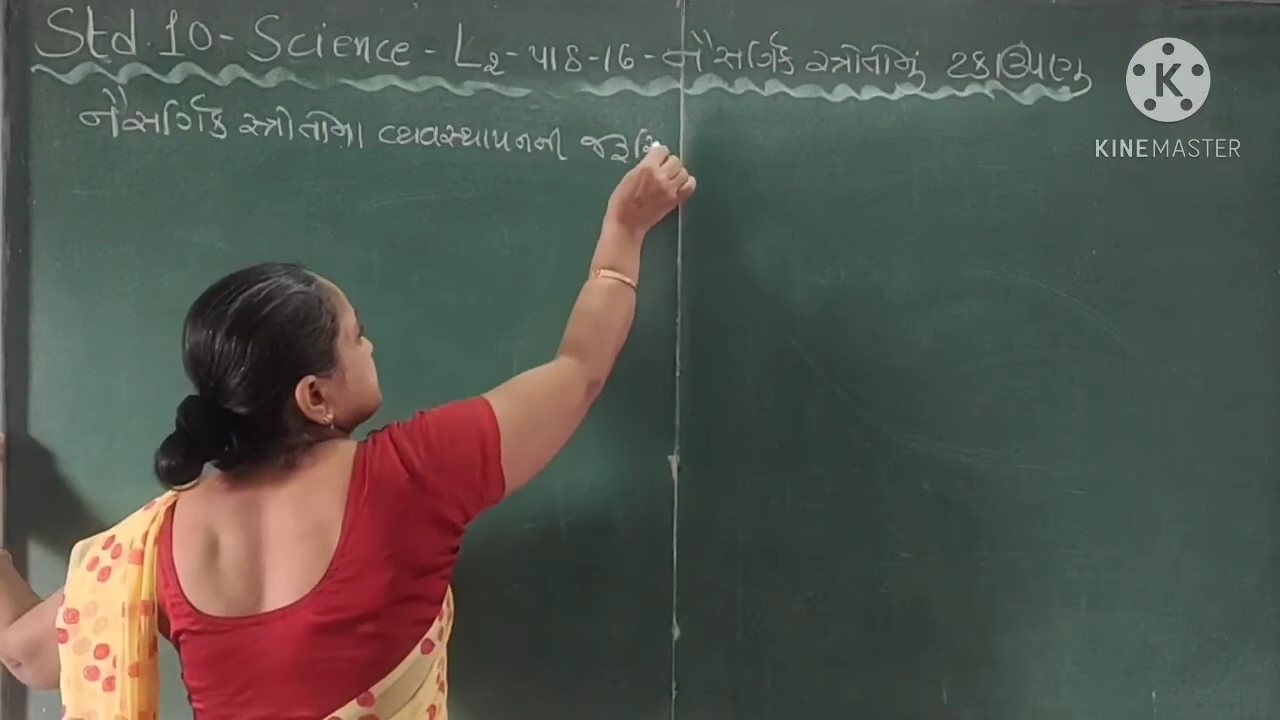 Std.10 - Science - L2 - પાઠ-16 - નૈસર્ગિક સ્ત્રોતોનું ટકાઉપણુ
નૈસર્ગિક સ્ત્રોતોના વ્યવસ્થાપનની જરૂરિ
K
KINEMASTER